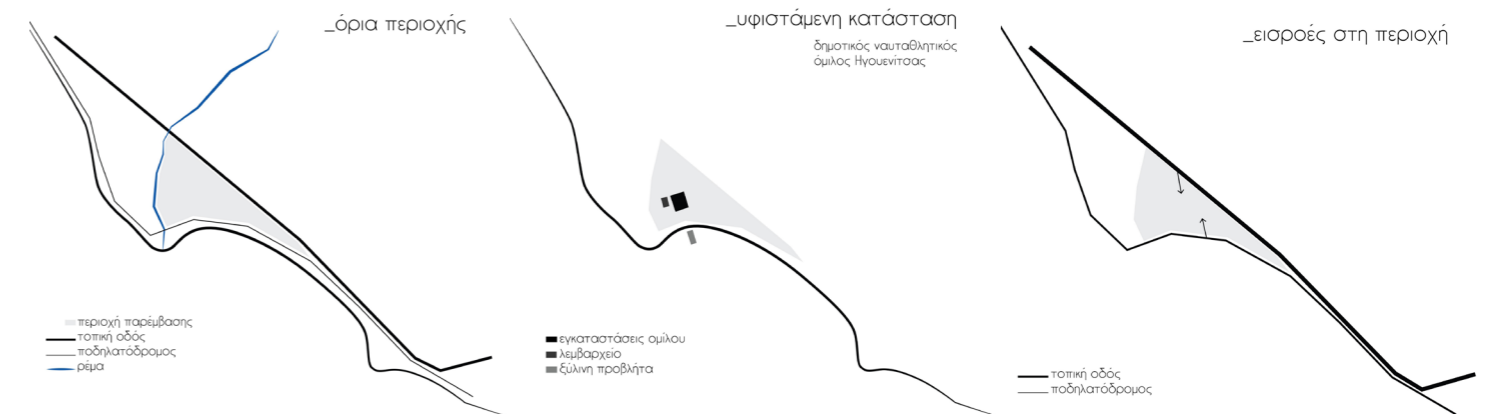 _όρια περιοχής
περιοχή παρέμβασης
τοπική οδός
ποδηλατόδρομος
ρέμα
_υφιστάμενη κατάσταση
δημοτικός ναυταθλητικός
όμιλος Ηγουενίτσας
εγκαταστάσεις ομίλου
λεμβαρχείο
ξύλινη προβλήτα
_εισροές στη περιοχή
τοπική οδός
ποδηλατόδρομος